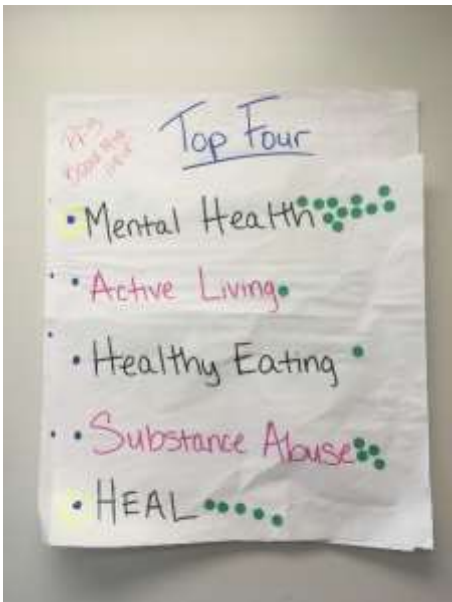 Top Four
• Mental Health
• Active Living
• Healthy Eating
• Substance Abuse
• HEAL